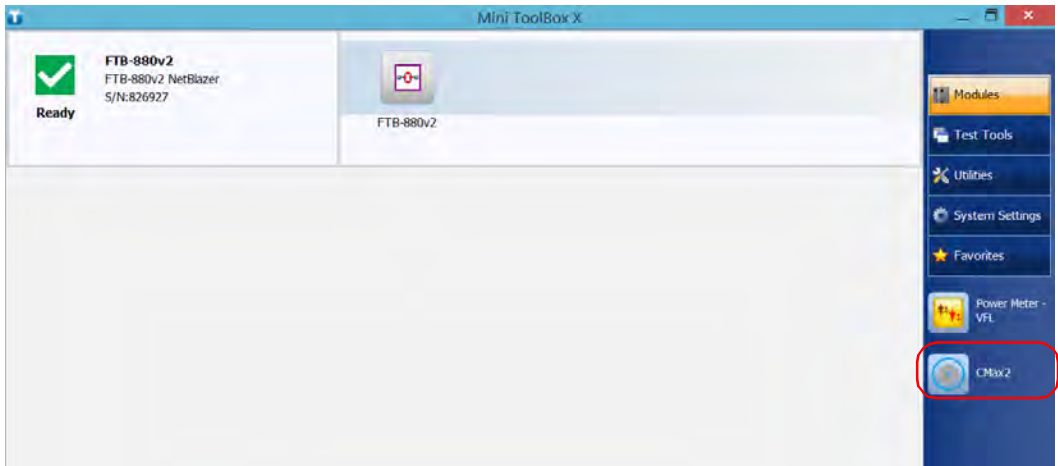 Mini ToolBox X
Ready
FTB-880v2
FTB-880v2 NetBlazer
S/N:826927
FTB-880v2
Modules
Test Tools
Utilities
System Settings
Favorites
Power Meter -
VFL
CMax2